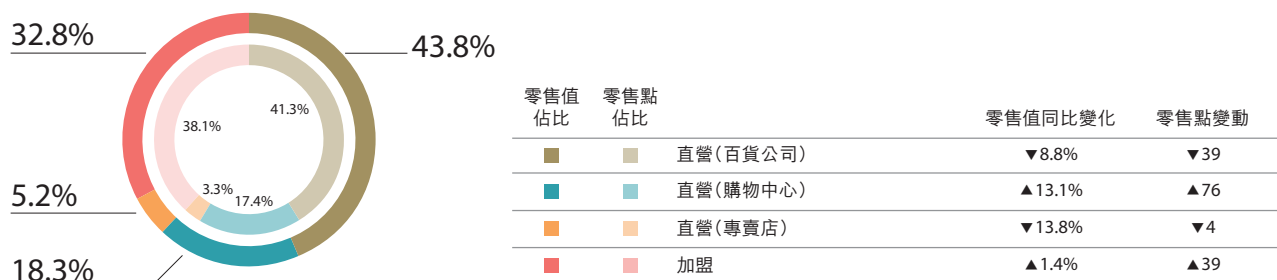 32.8%
43.8%
41.3%
38.1%
3.3%
17.4%
5.2%
18.3%
零售值佔比 零售點佔比 零售值同比變化 零售點變動
直營(百貨公司) ▼8.8% ▼39
直營(購物中心) ▲13.1% ▲76
直營(專賣店) ▼13.8% ▼4
加盟 ▲1.4% ▲39